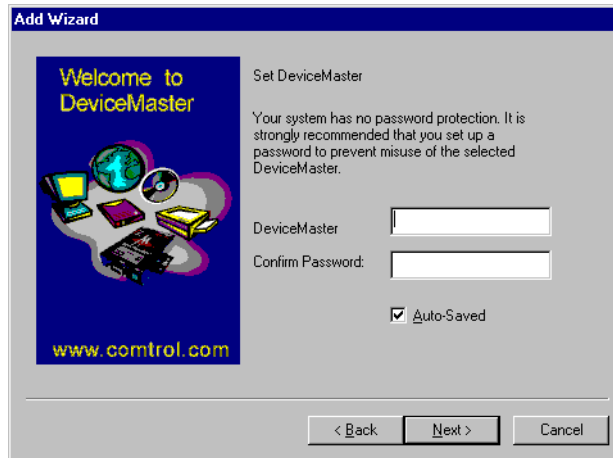 Add Wizard
Welcome to
DeviceMaster
www.comtrol.com
Set DeviceMaster
Your system has no password protection. It is
strongly recommended that you set up a
password to prevent misuse of the selected
DeviceMaster.
DeviceMaster
Confirm Password:
Auto-Saved
< Back
Next >
Cancel